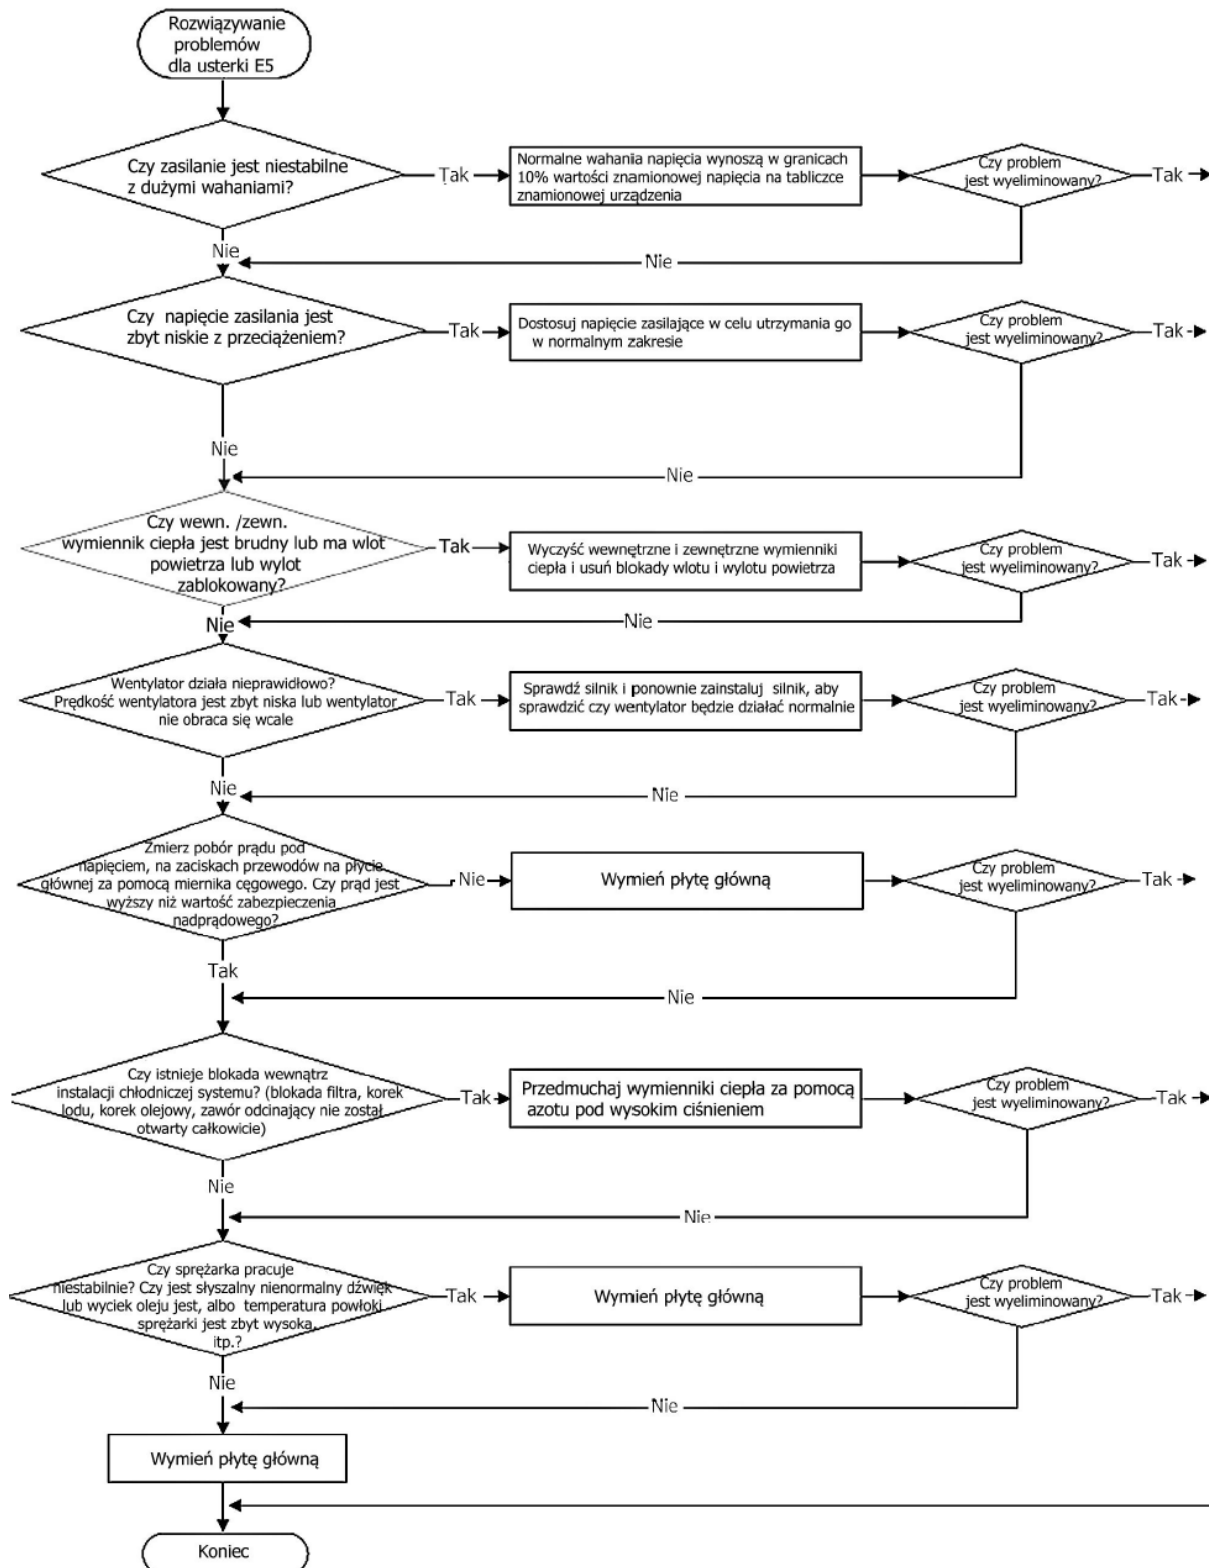 Rozwiązywanie
problemów
dla usterki E5
Czy zasilanie jest niestabilne
z dużymi wahaniami?
Tak
Normalne wahania napięcia wynoszą w granicach
10% wartości znamionowej napięcia na tabliczce
znamionowej urządzenia
Czy problem
jest wyeliminowany?
Tak
Nie
Nie
Czy napięcie zasilania jest
zbyt niskie z przeciążeniem?
Tak
Dostosuj napięcie zasilające w celu utrzymania go
w normalnym zakresie
Czy problem
jest wyeliminowany?
Tak
Nie
Nie
Czy wewn. /zewn.
wymiennik ciepła jest brudny lub ma wlot
powietrza lub wylot
zablokowany?
Tak
Wyczyść wewnętrzne i zewnętrzne wymienniki
ciepła i usuń blokady wlotu i wylotu powietrza
Czy problem
jest wyeliminowany?
Tak
Nie
Nie
Wentylator działa nieprawidłowo?
Prędkość wentylatora jest zbyt niska lub wentylator
nie obraca się wcale
Tak
Sprawdź silnik i ponownie zainstaluj silnik, aby
sprawdzić czy wentylator będzie działać normalnie
Czy problem
jest wyeliminowany?
Tak
Nie
Nie
Zmierz pobór prądu pod
napięciem, na zaciskach przewodów na płycie
głównej za pomocą miernika cęgowego. Czy prąd jest
wyższy niż wartość zabezpieczenia
nadprądowego?
Nie
Wymień płytę główną
Czy problem
jest wyeliminowany?
Tak
Tak
Nie
Czy istnieje blokada wewnątrz
instalacji chłodniczej systemu? (blokada filtra, korek
lodu, korek olejowy, zawór odcinający nie został
otwarty całkowicie)
Tak
Przedmuchaj wymienniki ciepła za pomocą
azotu pod wysokim ciśnieniem
Czy problem
jest wyeliminowany?
Tak
Nie
Nie
Czy sprężarka pracuje
niestabilnie? Czy jest słyszalny nienormalny dźwięk
lub wyciek oleju jest, albo temperatura powłoki
sprężarki jest zbyt wysoka,
itp.?
Tak
Wymień płytę główną
Czy problem
jest wyeliminowany?
Tak
Nie
Nie
Wymień płytę główną
Koniec